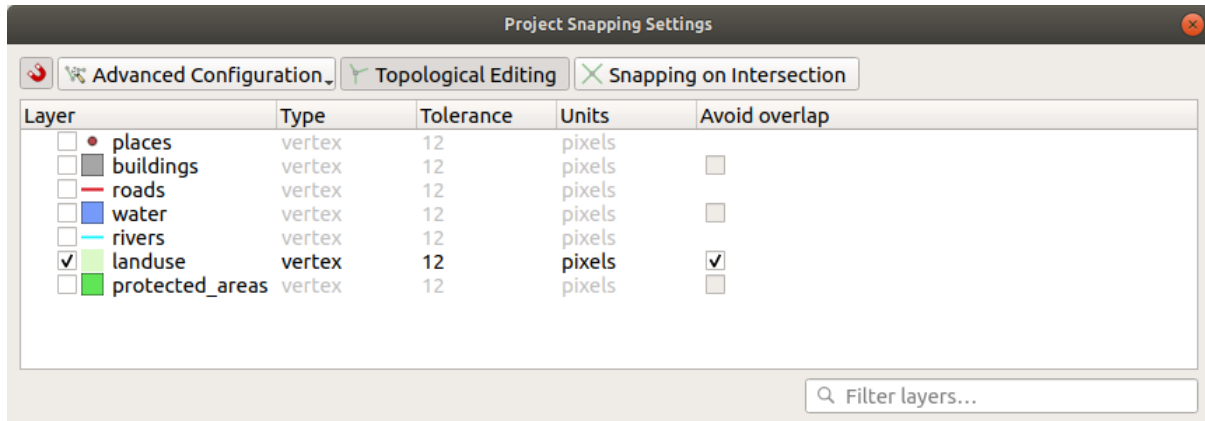 Project Snapping Settings
Advanced Configuration Topological Editing Snapping on Intersection
Layer Type Tolerance Units Avoid overlap
places vertex 12 pixels
buildings vertex 12 pixels
roads vertex 12 pixels
water vertex 12 pixels
rivers vertex 12 pixels
landuse vertex 12 pixels
protected_areas vertex 12 pixels
Filter layers...